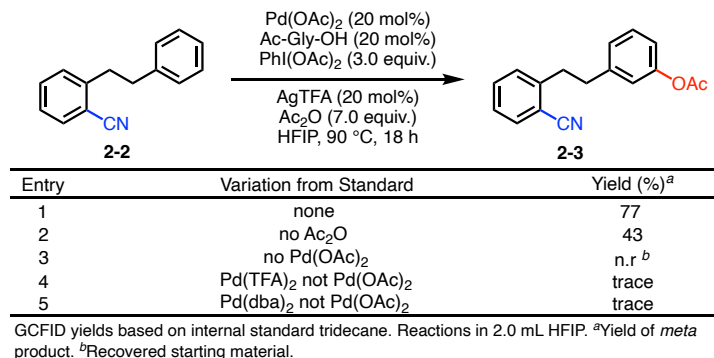 Pd(OAc)2 (20 mol%)
Ac-Gly-OH (20 mol%)
PhI(OAc)2 (3.0 equiv.)
AgTFA (20 mol%)
Ac2O (7.0 equiv.)
HFIP, 90 °C, 18 h
CN
2-2
OAc
CN
2-3
Entry Variation from Standard Yield (%)a
1 none 77
2 no Ac2O 43
3 no Pd(OAc)2 n.r b
4 Pd(TFA)2 not Pd(OAc)2 trace
5 Pd(dba)2 not Pd(OAc)2 trace
GCFID yields based on internal standard tridecane. Reactions in 2.0 mL HFIP. aYield of meta
product. bRecovered starting material.